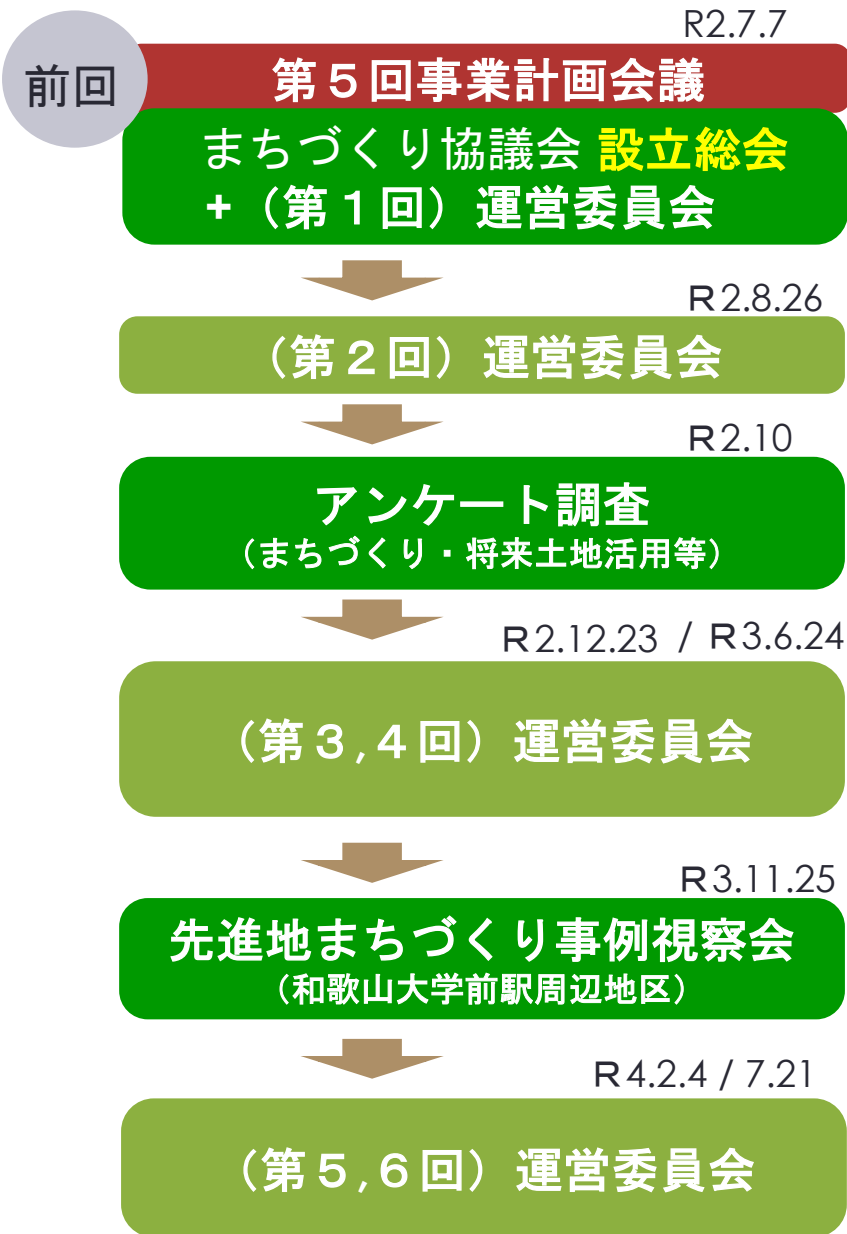 R2.7.7
前回
第５回事業計画会議
まちづくり協議会 設立総会
+（第１回）運営委員会
Ｒ2.8.26
（第２回）運営委員会
Ｒ2.10
アンケート調査
（まちづくり・将来土地活用等）
Ｒ2.12.23 / Ｒ3.6.24
（第３,４回）運営委員会
Ｒ3.11.25
先進地まちづくり事例視察会
（和歌山大学前駅周辺地区）
Ｒ4.2.4 / 7.21
（第５,６回）運営委員会